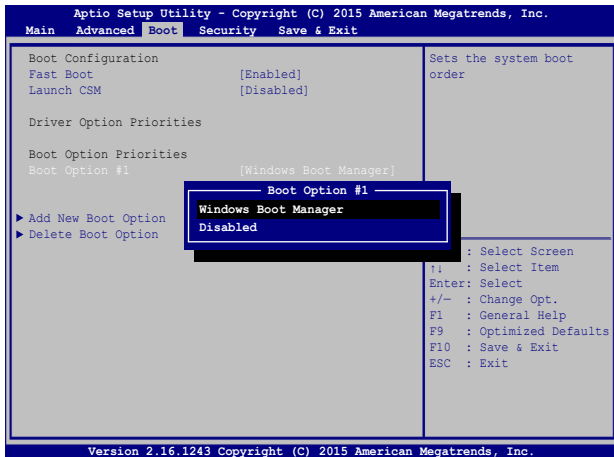 Aptio Setup Utility - Copyright (C) 2015 American Megatrends, Inc.
Main Advanced Boot Security Save & Exit
Boot Configuration
Fast Boot [Enabled]
Launch CSM [Disabled]
Driver Option Priorities
Boot Option Priorities
Boot Option #1 [Windows Boot Manager]
Add New Boot Option
Delete Boot Option
Boot Option #1
Windows Boot Manager
Disabled
Sets the system boot
order
: Select Screen
↑↓ : Select Item
Enter: Select
+/— : Change Opt.
F1 : General Help
F9 : Optimized Defaults
F10 : Save & Exit
ESC : Exit
Version 2.16.1243 Copyright (C) 2015 American Megatrends, Inc.